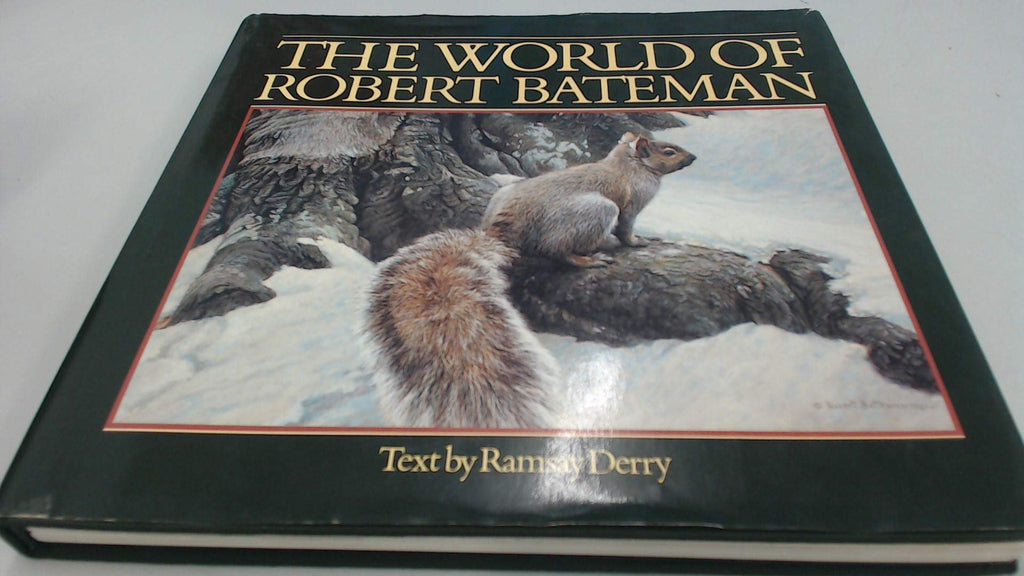 THE WORLD OF
ROBERT BATEMAN
Text by Ramsay Derry